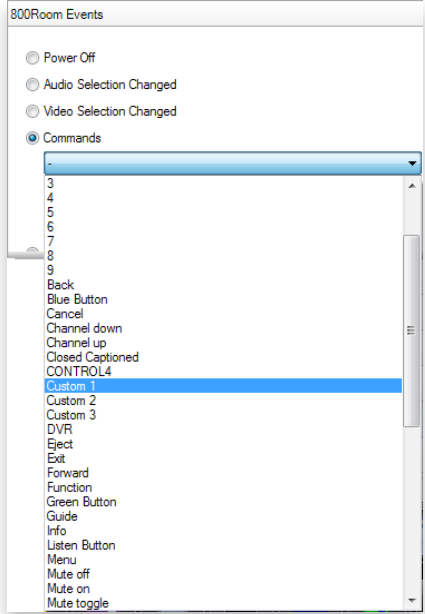 800Room Events
Power Off
Audio Selection Changed
Video Selection Changed
Commands
-
3
4
5
6
7
8
9
Back
Blue Button
Cancel
Channel down
Channel up
Closed Captioned
CONTROL4
Custom 1
Custom 2
Custom 3
DVR
Eject
Exit
Forward
Function
Green Button
Guide
Info
Listen Button
Menu
Mute off
Mute on
Mute toggle